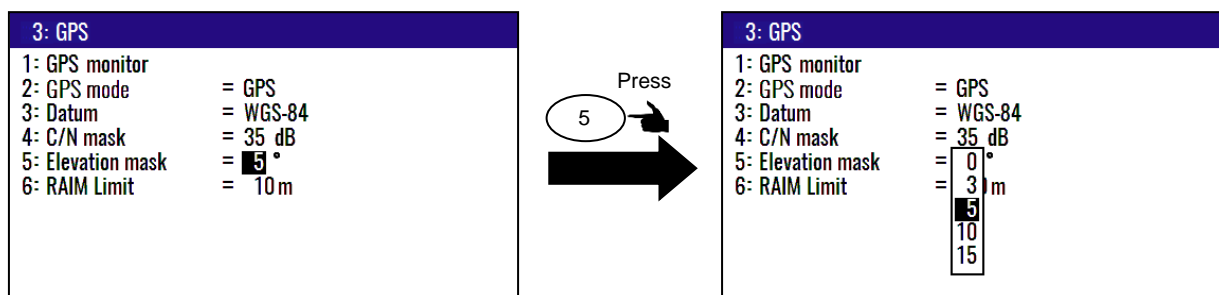 3: GPS
1: GPS monitor
2: GPS mode = GPS
3: Datum = WGS-84
4: C/N mask = 35 dB
5: Elevation mask = 5 °
6: RAIM Limit = 10 m
Press
5
3: GPS
1: GPS monitor
2: GPS mode = GPS
3: Datum = WGS-84
4: C/N mask = 35 dB
5: Elevation mask = 0 °
6: RAIM Limit = 3 m
5
10
15